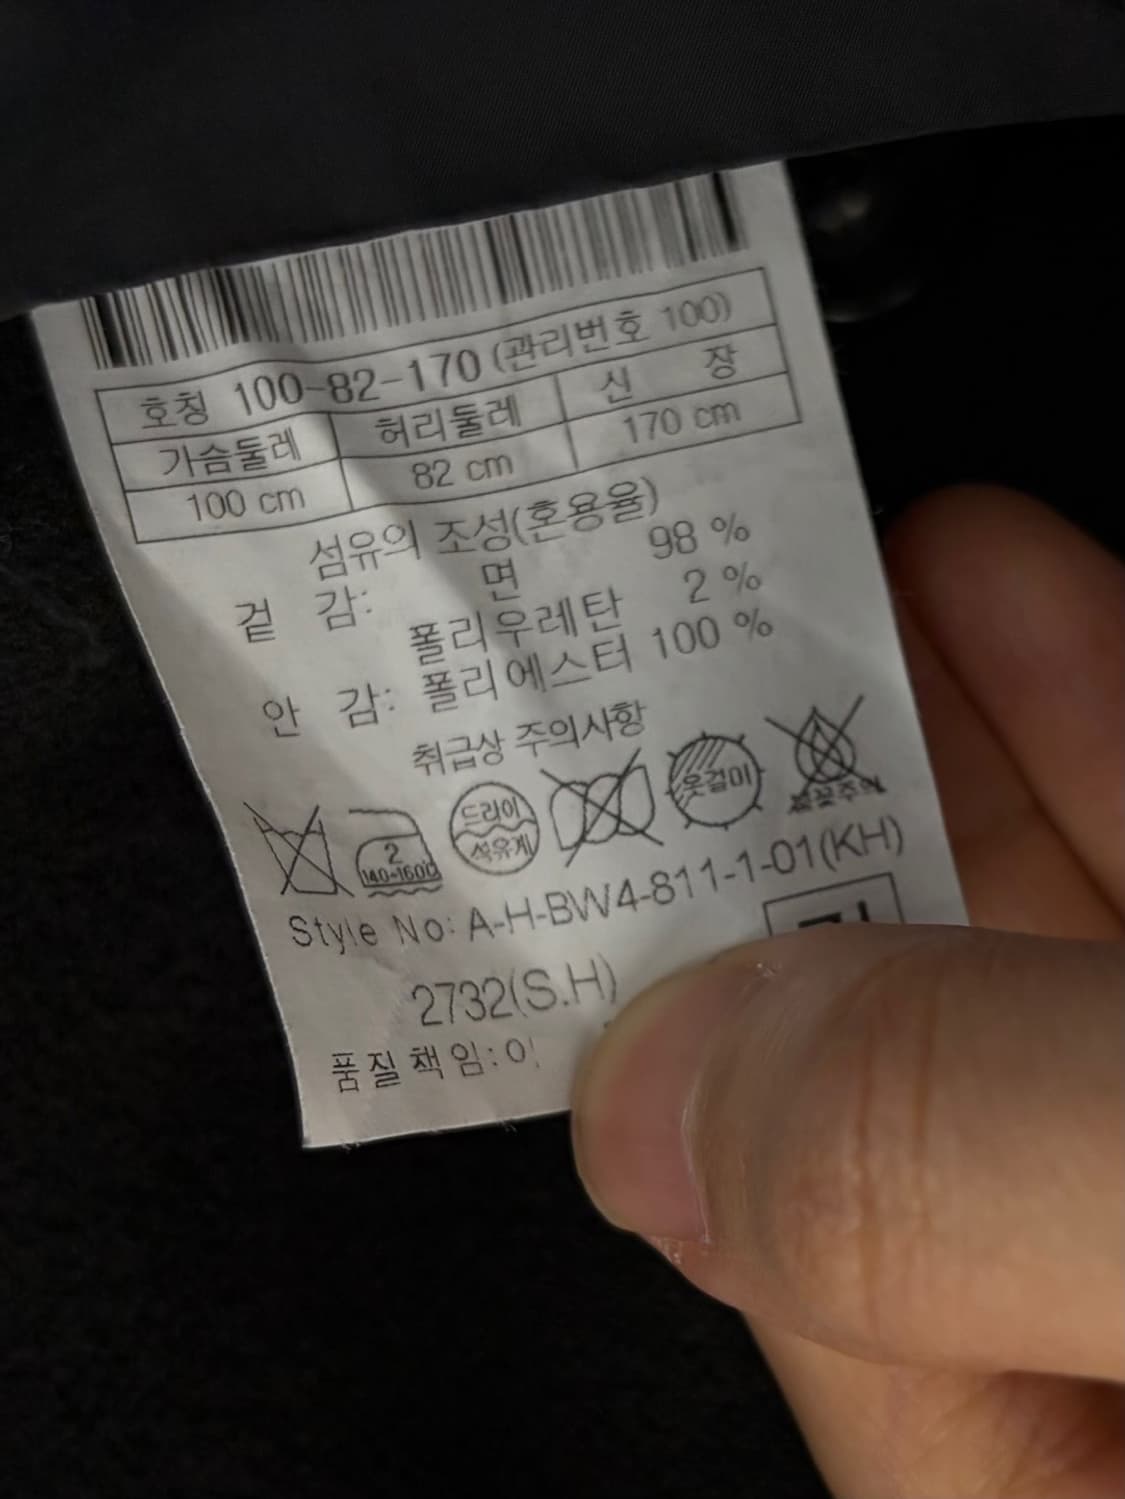 호칭 100-82-170 (관리번호 100)
가슴둘레 허리둘레 신 장
100 cm 82 cm 170 cm
섬유의 조성(혼용율)
겉 감: 면 98 %
폴리우레탄 2 %
안 감: 폴리에스터 100 %
취급상 주의사항
2
140~160℃
드라이
석유계
옷걸이
불꽃주의
Style No: A-H-BW4-811-1-01(KH)
2732(S.H)
품질책임: